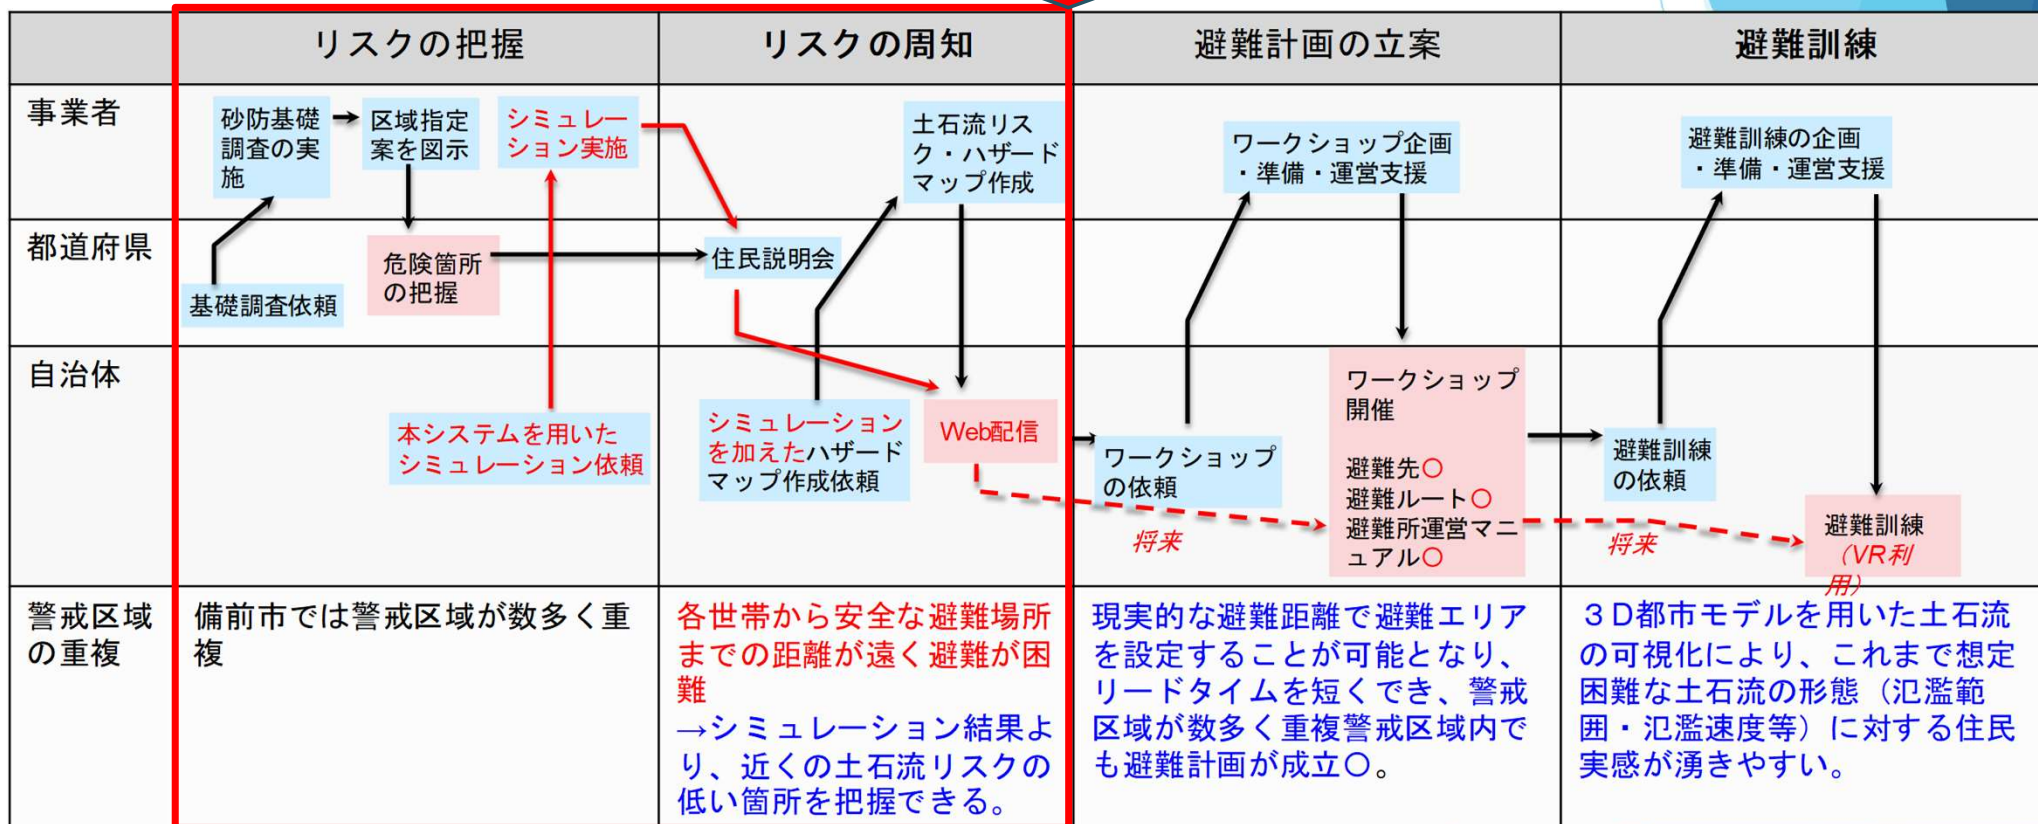 リスクの把握
リスクの周知
避難計画の立案
避難訓練
事業者
砂防基礎
調査の実
施
区域指定
案を図示
シミュレー
ション実施
土石流リス
ク・ハザード
マップ作成
ワークショップ企画
・準備・運営支援
避難訓練の企画
・準備・運営支援
都道府県
基礎調査依頼
危険箇所
の把握
住民説明会
自治体
本システムを用いた
シミュレーション依頼
シミュレーション
を加えたハザード
マップ作成依頼
Web配信
ワークショップ
の依頼
将来
ワークショップ
開催
避難先〇
避難ルート〇
避難所運営マニ
ュアル〇
避難訓練
の依頼
将来
避難訓練
（VR利
用）
警戒区域
の重複
備前市では警戒区域が数多く重
複
各世帯から安全な避難場所
までの距離が遠く避難が困
難
→シミュレーション結果よ
り、近くの土石流リスクの
低い箇所を把握できる。
現実的な避難距離で避難エリア
を設定することが可能となり、
リードタイムを短くでき、警戒
区域が数多く重複警戒区域内で
も避難計画が成立〇。
３D都市モデルを用いた土石流
の可視化により、これまで想定
困難な土石流の形態（氾濫範
囲・氾濫速度等）に対する住民
実感が湧きやすい。